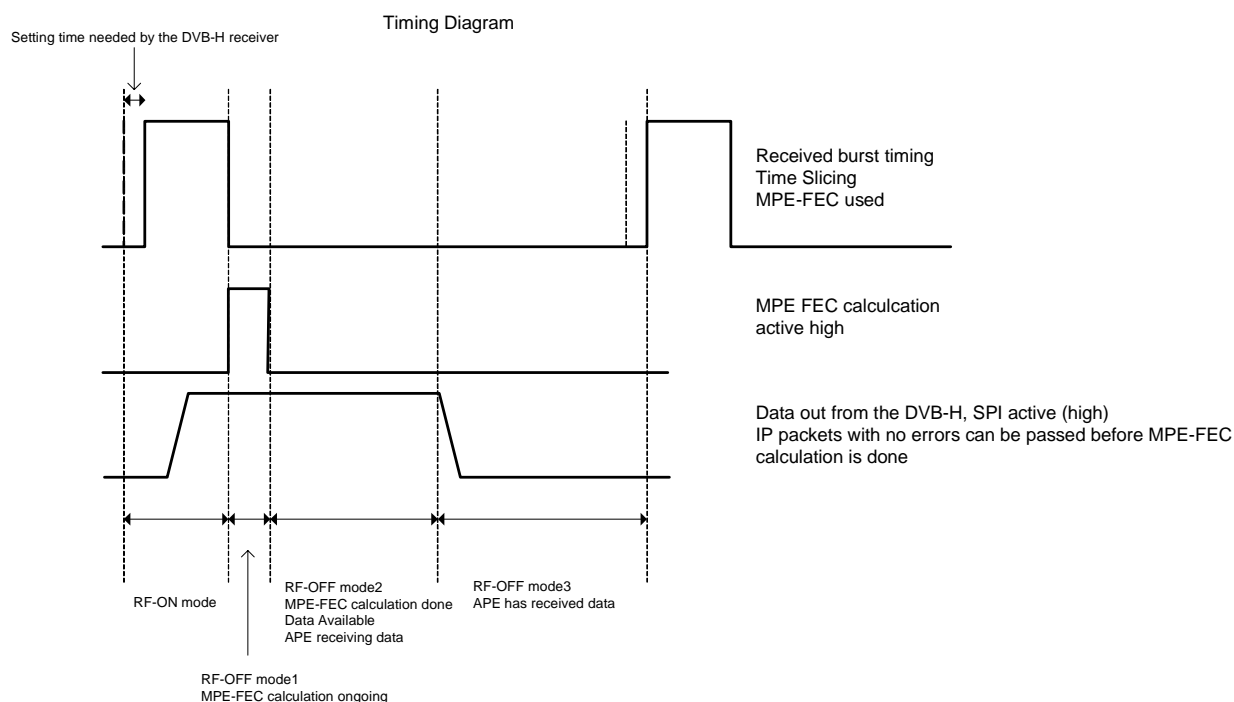 Timing Diagram
Setting time needed by the DVB-H receiver
Received burst timing
Time Slicing
MPE-FEC used
MPE FEC calculcation
active high
Data out from the DVB-H, SPI active (high)
IP packets with no errors can be passed before MPE-FEC
calculation is done
RF-ON mode
RF-OFF mode2
MPE-FEC calculation done
Data Available
APE receiving data
RF-OFF mode3
APE has received data
RF-OFF mode1
MPE-FEC calculation ongoing